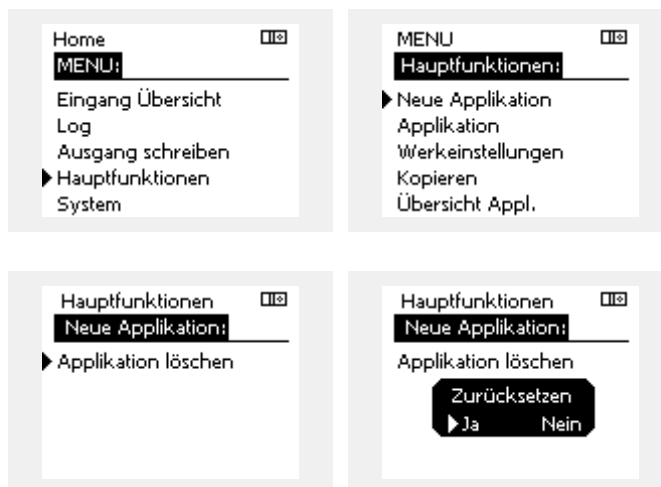 Home
MENU:
Eingang Übersicht
Log
Ausgang schreiben
Hauptfunktionen
System
MENU
Hauptfunktionen:
Neue Applikation
Applikation
Werkeinstellungen
Kopieren
Übersicht Appl.
Hauptfunktionen
Neue Applikation:
Applikation löschen
Hauptfunktionen
Neue Applikation:
Applikation löschen
Zurücksetzen
Ja Nein